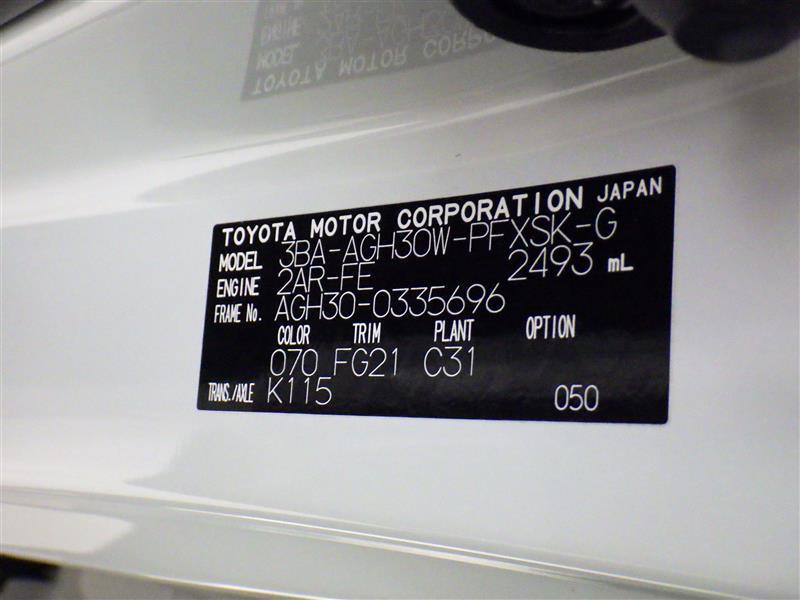 TOYOTA MOTOR CORPORATION JAPAN
MODEL 3BA-AGH30W-PFXSK-G
ENGINE 2AR-FE 2493 mL
FRAME No. AGH30-0335696
COLOR TRIM PLANT OPTION
070 FG21 C31
TRANS./AXLE K115 050